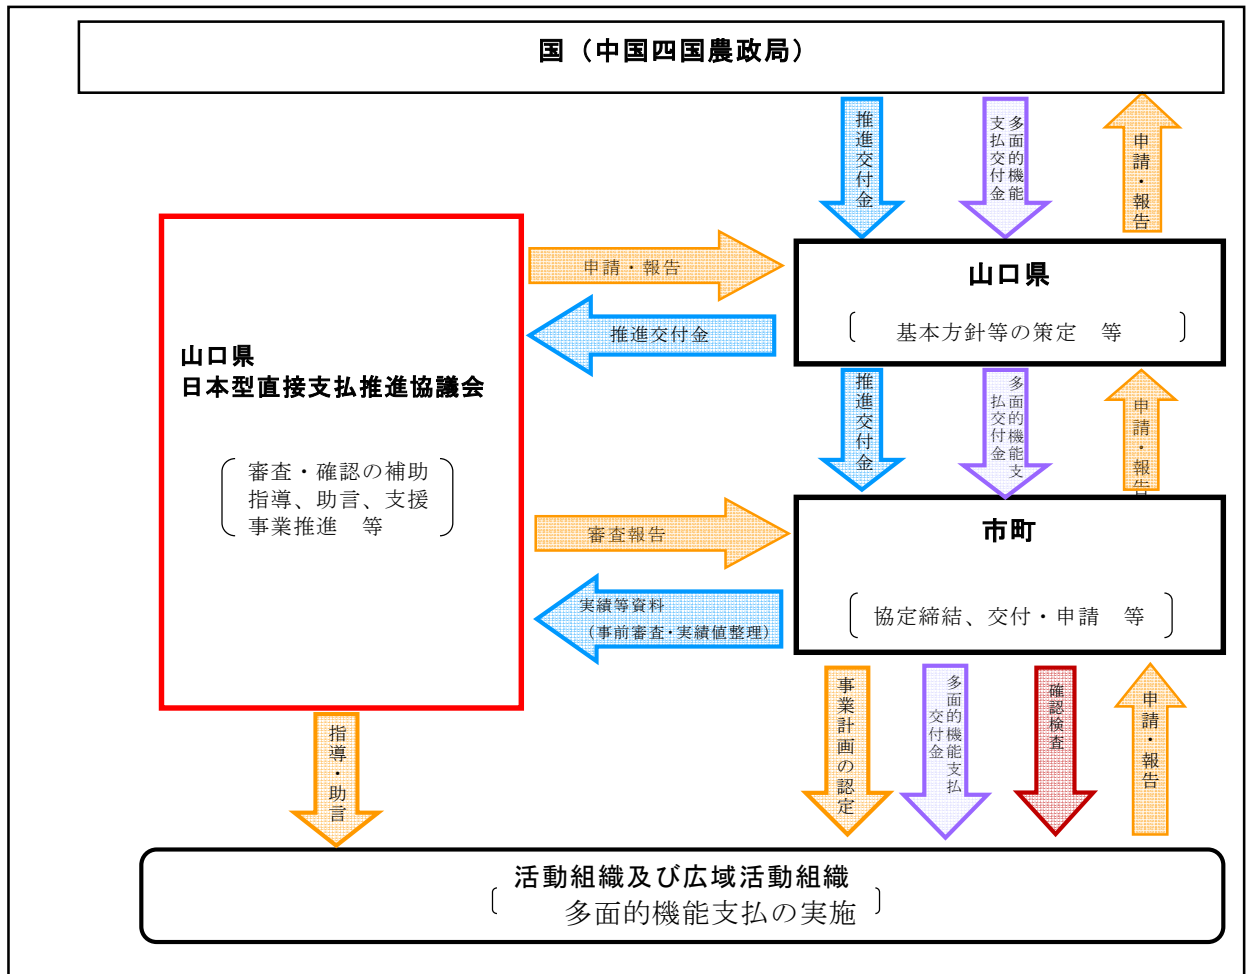 国（中国四国農政局）
推進交付金
多面的機能
支払交付金
申請・報告
申請・報告
推進交付金
山口県
基本方針等の策定　等
山口県
日本型直接支払推進協議会
審査・確認の補助
指導、助言、支援
事業推進　等
推進交付金
多面的機能支
払交付金
申請・報告
審査報告
実績等資料
（事前審査・実績値整理）
市町
協定締結、交付・申請　等
指導・助言
事業計画の認定
多面的機能支払
交付金
確認検査
申請・報告
活動組織及び広域活動組織
多面的機能支払の実施